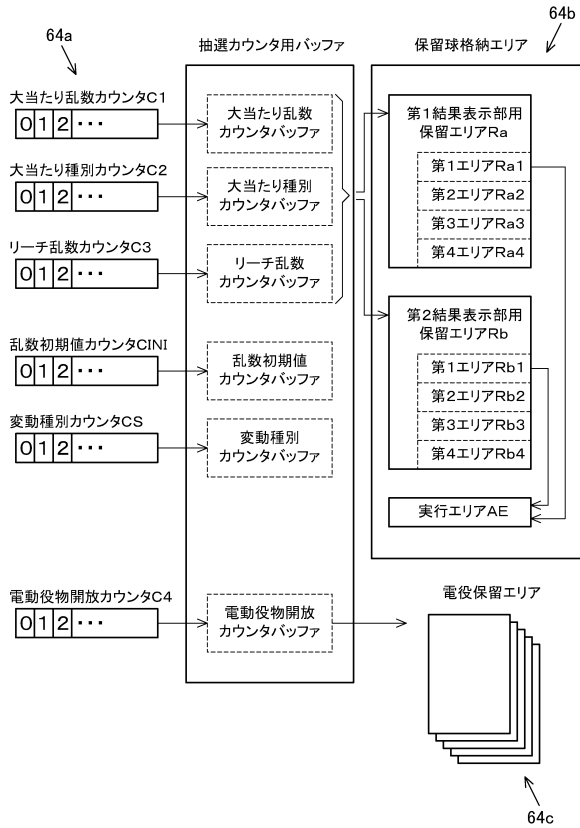 64a
64b
抽選カウンタ用バッファ
保留球格納エリア
大当たり乱数カウンタC1
0 1 2 ･･･
大当たり乱数
カウンタバッファ
大当たり種別カウンタC2
0 1 2 ･･･
大当たり種別
カウンタバッファ
リーチ乱数カウンタC3
0 1 2 ･･･
リーチ乱数
カウンタバッファ
乱数初期値カウンタCINI
0 1 2 ･･･
乱数初期値
カウンタバッファ
変動種別カウンタCS
0 1 2 ･･･
変動種別
カウンタバッファ
電動役物開放カウンタC4
0 1 2 ･･･
電動役物開放
カウンタバッファ
第1結果表示部用
保留エリアRa
第1エリアRa1
第2エリアRa2
第3エリアRa3
第4エリアRa4
第2結果表示部用
保留エリアRb
第1エリアRb1
第2エリアRb2
第3エリアRb3
第4エリアRb4
実行エリアAE
電役保留エリア
64c